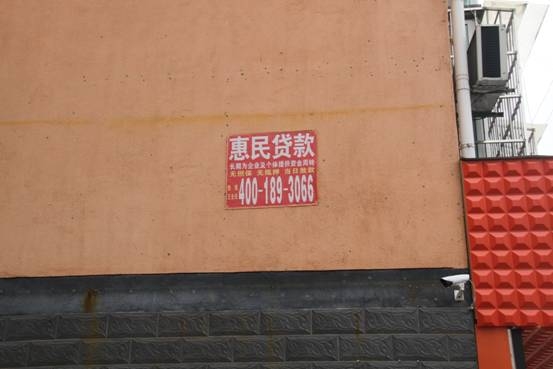 惠民贷款
长期为企业及个体提供资金周转
无担保 无抵押 当日放款
400-189-3066